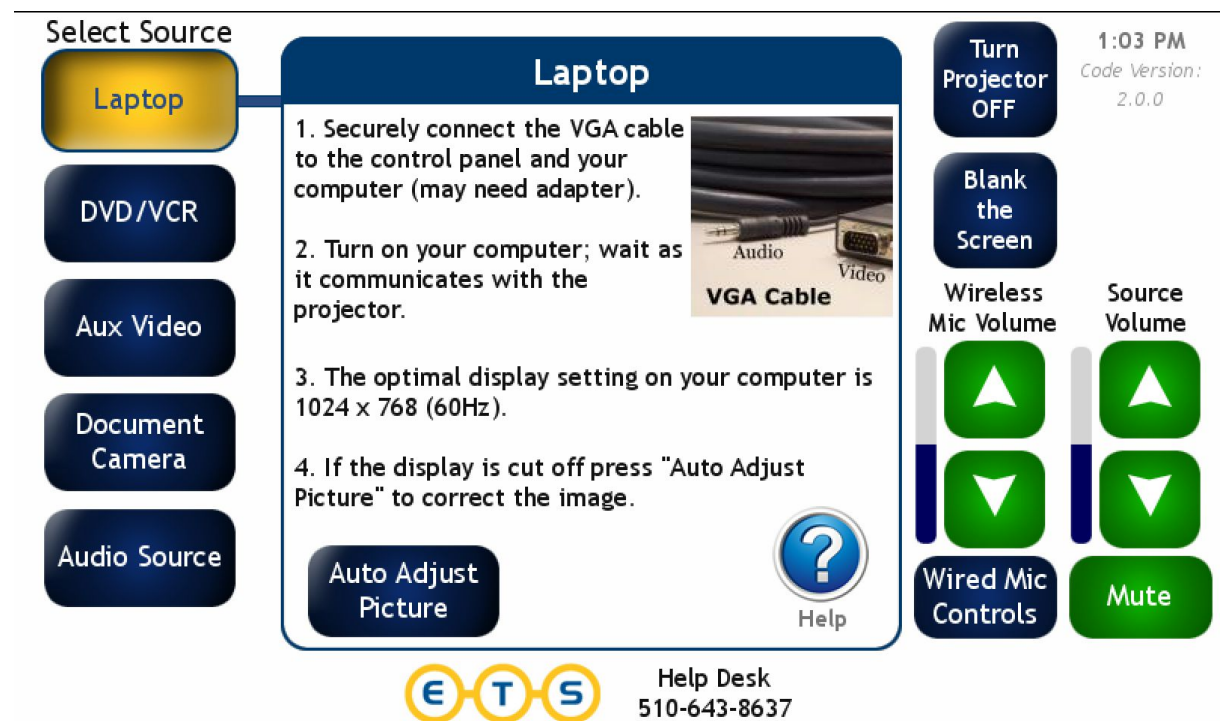 Select Source
Laptop
DVD/VCR
Aux Video
Document
Camera
Audio Source
Laptop
1. Securely connect the VGA cable
to the control panel and your
computer (may need adapter).
Audio
Video
VGA Cable
2. Turn on your computer; wait as
it communicates with the
projector.
3. The optimal display setting on your computer is
1024 x 768 (60Hz).
4. If the display is cut off press "Auto Adjust
Picture" to correct the image.
Auto Adjust
Picture
?
Help
Turn
Projector
OFF
1:03 PM
Code Version:
2.0.0
Blank
the
Screen
Wireless
Mic Volume
Source
Volume
Wired Mic
Controls
Mute
E T S
Help Desk
510-643-8637